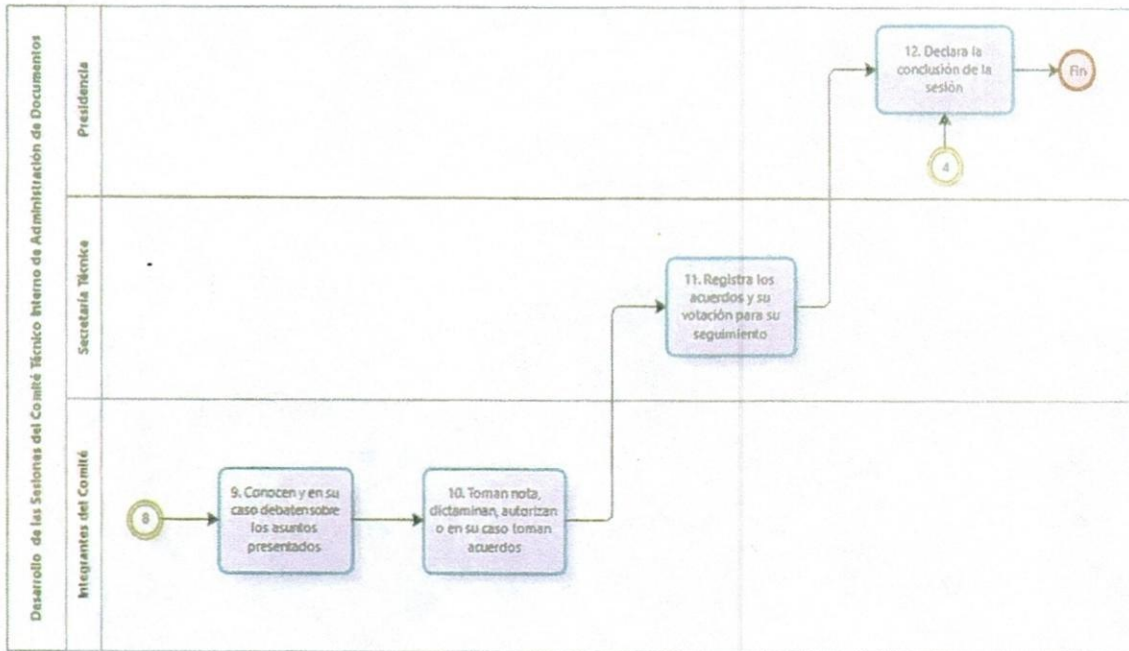 Desarrollo de las Sesiones del Comité Técnico Interno de Administración de Documentos
Presidencia
12. Declara la
conclusión de la
sesión
Fin
4
Secretaría Técnica
11. Registra los
acuerdos y su
votación para su
seguimiento
Integrantes del Comité
8
9. Conocen y en su
caso debaten sobre
los asuntos
presentados
10. Toman nota,
dictaminan, autorizan
o en su caso toman
acuerdos